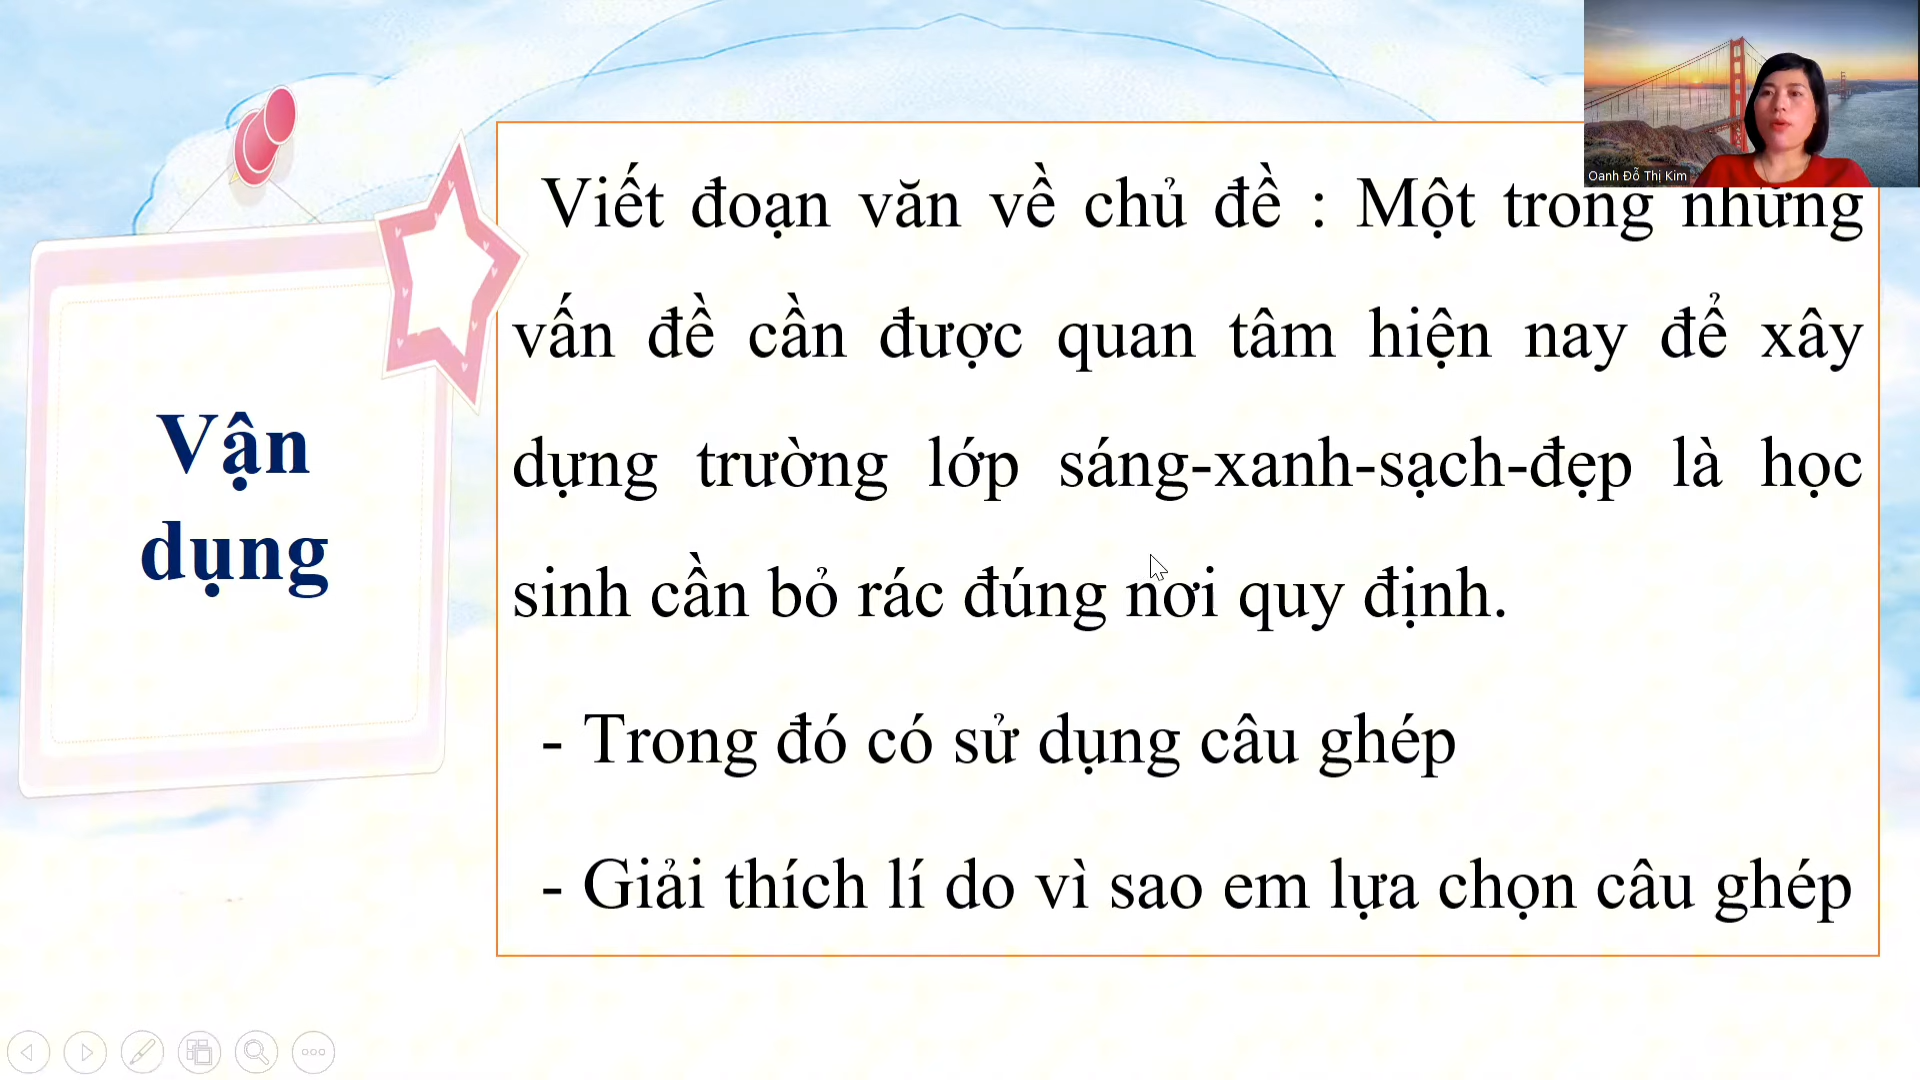 Oanh Đỗ Thị Kim
Viết đoạn văn về chủ đề : Một trong những
vấn đề cần được quan tâm hiện nay để xây
dựng trường lớp sáng-xanh-sạch-đẹp là học
sinh cần bỏ rác đúng nơi quy định.
- Trong đó có sử dụng câu ghép
- Giải thích lí do vì sao em lựa chọn câu ghép
Vận
dụng